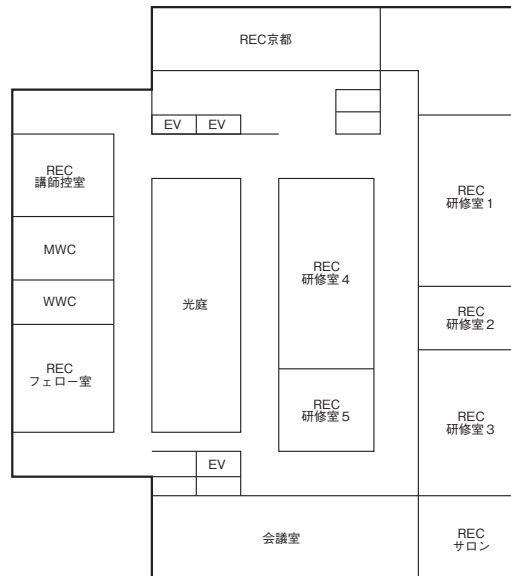 REC京都
EV
EV
REC
講師控室
MWC
WWC
REC
フェロー室
光庭
REC
研修室4
REC
研修室5
REC
研修室1
REC
研修室2
REC
研修室3
EV
会議室
REC
サロン